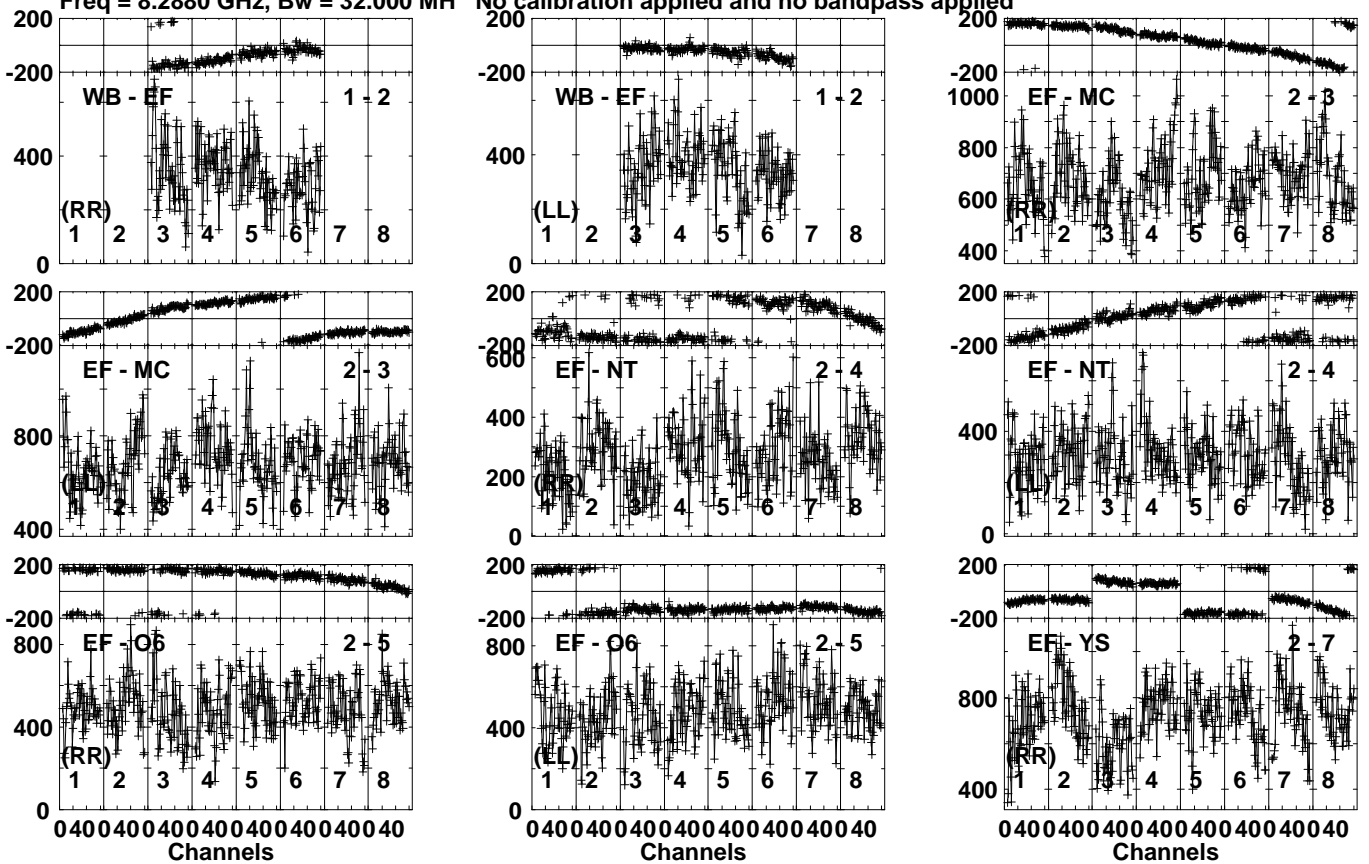 Freq = 8.2880 GHz, Bw = 32.000 MH No calibration applied and no bandpass applied
200
-200
WB - EF 1 - 2
400
(RR)
1 2 3 4 5 6 7 8
0
WB - EF 1 - 2
400
(LL)
1 2 3 4 5 6 7 8
0
200
-200
1000
EF - MC 2 - 3
800
600
(RR)
400
1 2 3 4 5 6 7 8
200
-200
EF - MC 2 - 3
800
(LL)
400
1 2 3 4 5 6 7 8
200
-200
600
EF - NT 2 - 4
400
200
(RR)
1 2 3 4 5 6 7 8
0
200
-200
EF - NT 2 - 4
400
(LL)
1 2 3 4 5 6 7 8
0
200
-200
800
EF - O6 2 - 5
600
400
200
(RR)
1 2 3 4 5 6 7 8
0
0 40 0 40 0 40 0 40 0 40 0 40 0 40 0 40
Channels
200
-200
800
EF - O6 2 - 5
600
400
200
(LL)
1 2 3 4 5 6 7 8
0
0 40 0 40 0 40 0 40 0 40 0 40 0 40 0 40
Channels
200
-200
EF - YS 2 - 7
800
(RR)
400
1 2 3 4 5 6 7 8
0 40 0 40 0 40 0 40 0 40 0 40 0 40 0 40
Channels